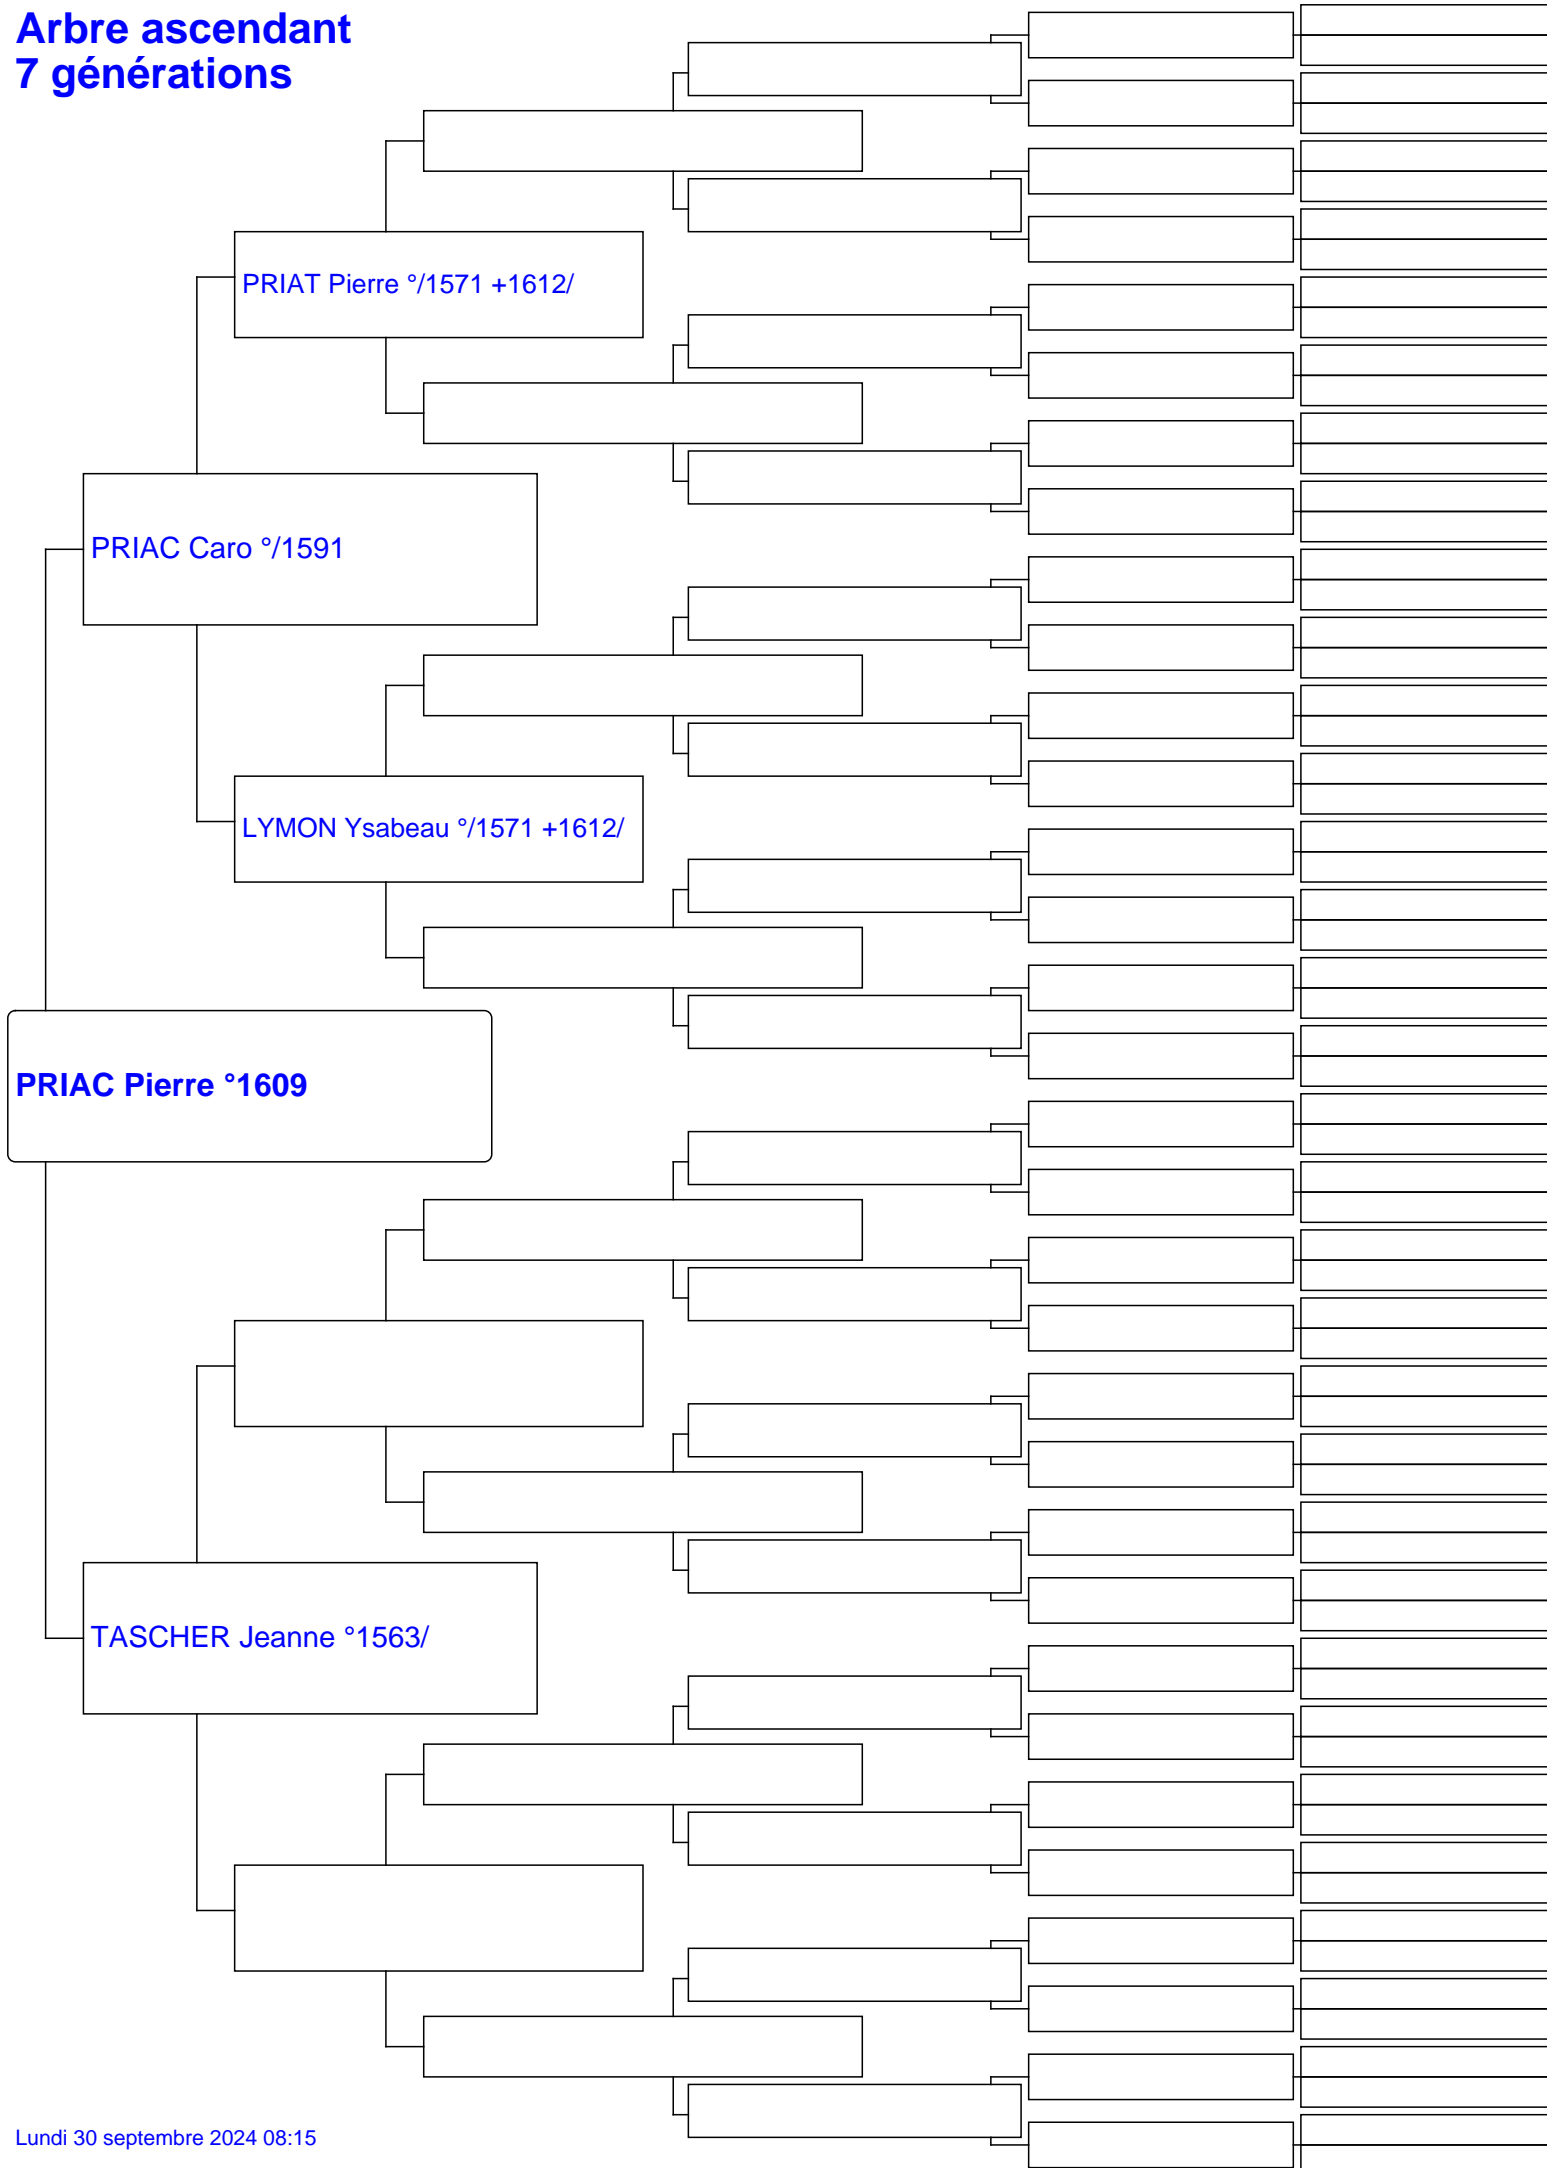 Arbre ascendant
7 générations
PRIAT Pierre °/1571 +1612/
PRIAC Caro °/1591
LYMON Ysabeau °/1571 +1612/
PRIAC Pierre °1609
TASCHER Jeanne °1563/
Lundi 30 septembre 2024 08:15